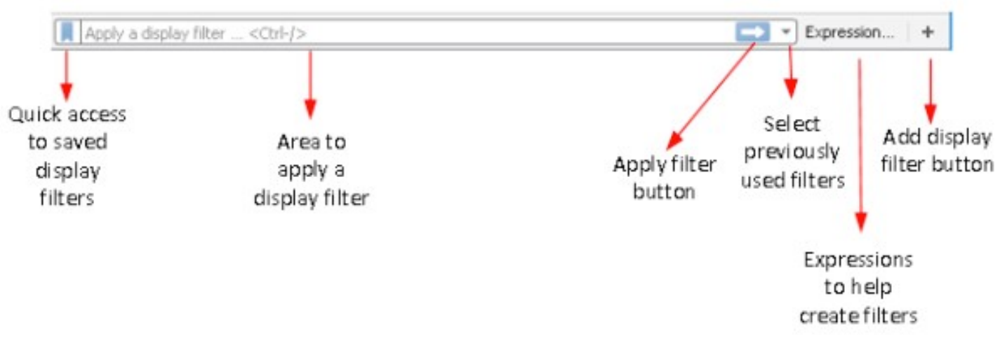 Apply a display filter ... <Ctrl-/>
Expression...
+
Quick access
to saved
display
filters
Area to
apply a
display filter
Apply filter
button
Select
previously
used filters
Add display
filter button
Expressions
to help
create filters